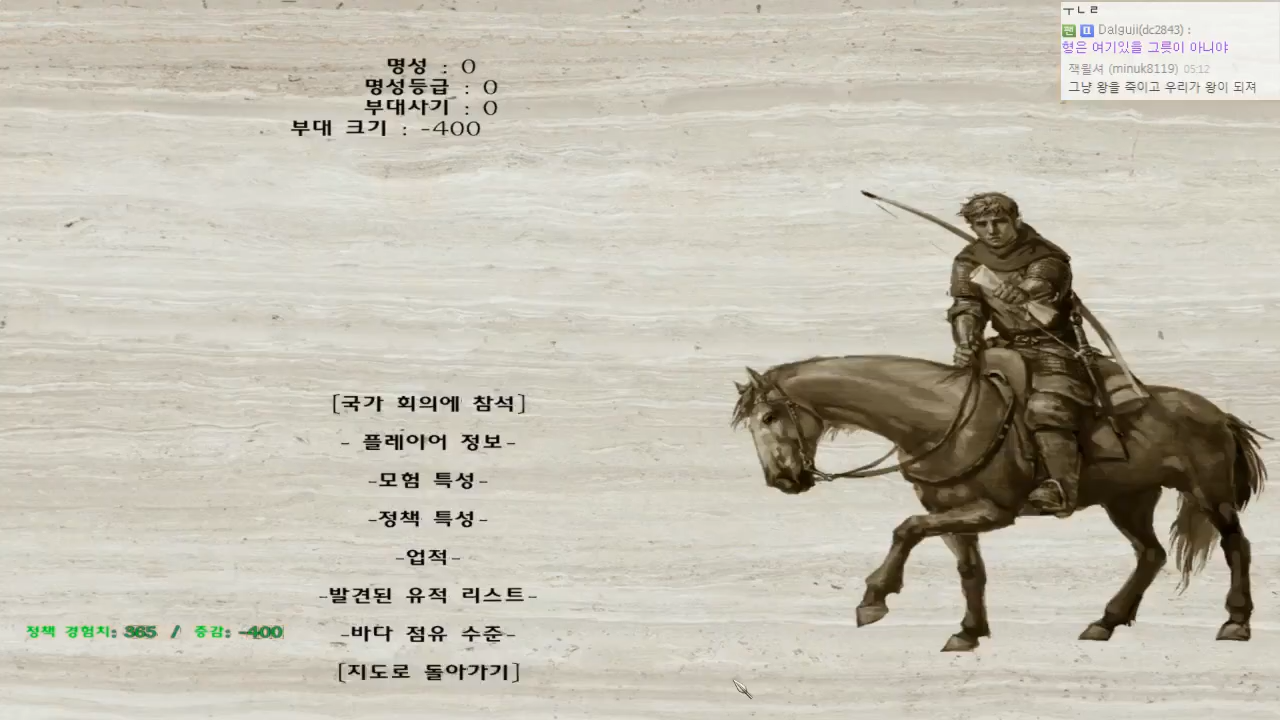 ㅜㄴㄹ
팬 Dalguji(dc2843) :
형은 여기있을 그릇이 아니야
잭윌셔 (minuk8119) 05:12
그냥 왕을 죽이고 우리가 왕이 되져
명성 : 0
명성등급 : 0
부대사기 : 0
부대 크기 : -400
[국가 회의에 참석]
- 플레이어 정보-
-모험 특성-
-정책 특성-
-업적-
-발견된 유적 리스트-
-바다 점유 수준-
[지도로 돌아가기]
정책 경험치: 365 / 증감: -400